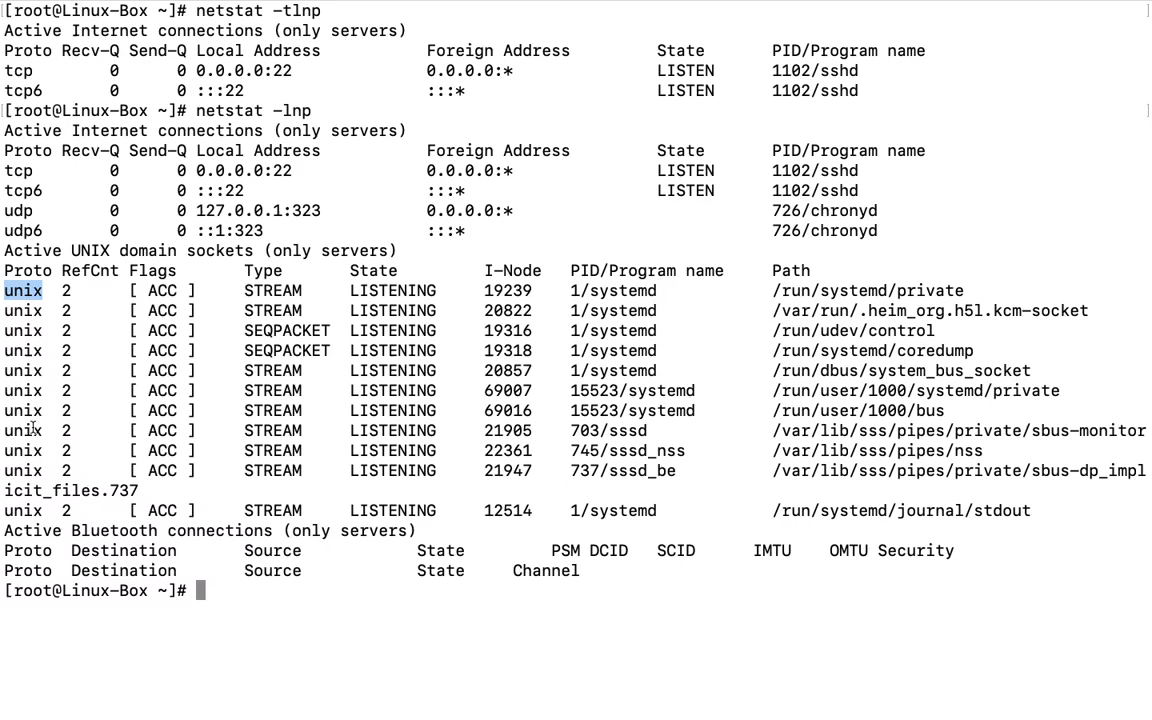 [root@Linux-Box ~]# netstat -tlnp
Active Internet connections (only servers)
Proto Recv-Q Send-Q Local Address           Foreign Address         State       PID/Program name
tcp        0      0 0.0.0.0:22              0.0.0.0:*               LISTEN      1102/sshd
tcp6       0      0 :::22                   :::*                    LISTEN      1102/sshd
[root@Linux-Box ~]# netstat -lnp
Active Internet connections (only servers)
Proto Recv-Q Send-Q Local Address           Foreign Address         State       PID/Program name
tcp        0      0 0.0.0.0:22              0.0.0.0:*               LISTEN      1102/sshd
tcp6       0      0 :::22                   :::*                    LISTEN      1102/sshd
udp        0      0 127.0.0.1:323           0.0.0.0:*                           726/chronyd
udp6       0      0 ::1:323                 :::*                                726/chronyd
Active UNIX domain sockets (only servers)
Proto RefCnt Flags       Type       State         I-Node   PID/Program name     Path
unix  2      [ ACC ]     STREAM     LISTENING     19239    1/systemd            /run/systemd/private
unix  2      [ ACC ]     STREAM     LISTENING     20822    1/systemd            /var/run/.heim_org.h5l.kcm-socket
unix  2      [ ACC ]     SEQPACKET  LISTENING     19316    1/systemd            /run/udev/control
unix  2      [ ACC ]     SEQPACKET  LISTENING     19318    1/systemd            /run/systemd/coredump
unix  2      [ ACC ]     STREAM     LISTENING     20857    1/systemd            /run/dbus/system_bus_socket
unix  2      [ ACC ]     STREAM     LISTENING     69007    15523/systemd        /run/user/1000/systemd/private
unix  2      [ ACC ]     STREAM     LISTENING     69016    15523/systemd        /run/user/1000/bus
unix  2      [ ACC ]     STREAM     LISTENING     21905    703/sssd             /var/lib/sss/pipes/private/sbus-monitor
unix  2      [ ACC ]     STREAM     LISTENING     22361    745/sssd_nss         /var/lib/sss/pipes/nss
unix  2      [ ACC ]     STREAM     LISTENING     21947    737/sssd_be          /var/lib/sss/pipes/private/sbus-dp_impl
icit_files.737
unix  2      [ ACC ]     STREAM     LISTENING     12514    1/systemd            /run/systemd/journal/stdout
Active Bluetooth connections (only servers)
Proto  Destination       Source            State         PSM DCID   SCID      IMTU    OMTU Security
Proto  Destination       Source            State     Channel
[root@Linux-Box ~]#